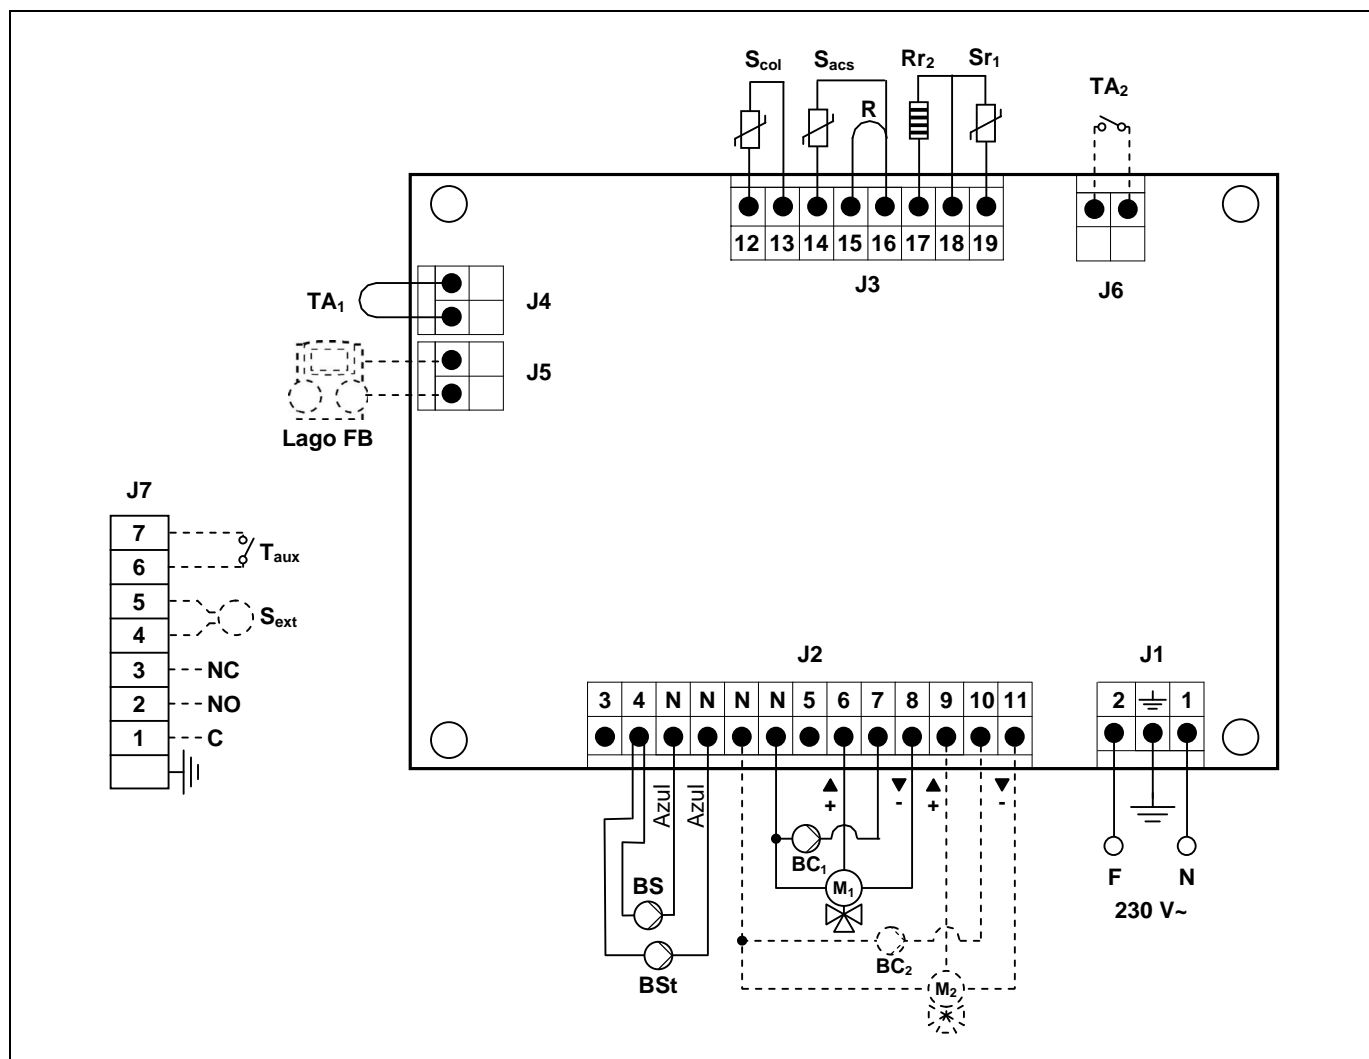 Scol Sacs Rr2 Sr1
R
TA2
12 13 14 15 16 17 18 19
J3
J6
TA1
J4
J5
Lago FB
J7
7
6
Taux
5
4
Sext
3 NC
2 NO
1 C
J2
3 4 N N N N 5 6 7 8 9 10 11
J1
2 1
Azul Azul
+ - + -
BC1
M1
BS
BSt
BC2
M2
F N
230 V~